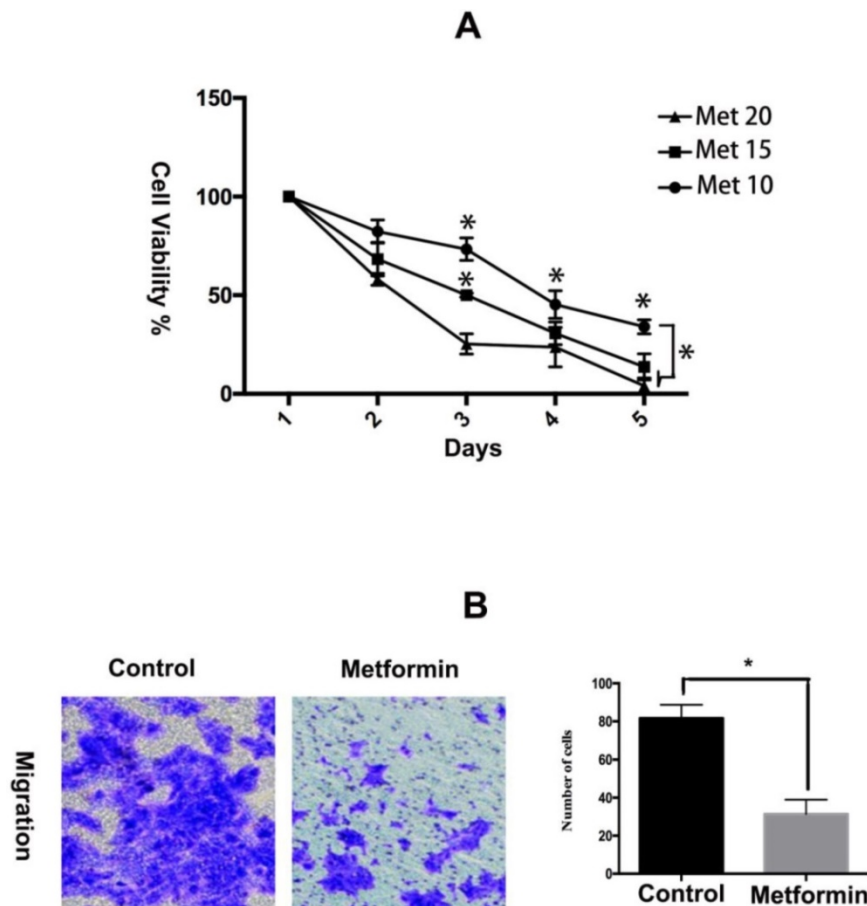 A
150
100
50
0
Cell Viability %
Met 20
Met 15
Met 10
*
*
*
*
*
1 2 3 4 5
Days
B
Control Metformin
Migration
*
100
80
60
40
20
0
Number of cells
Control Metformin